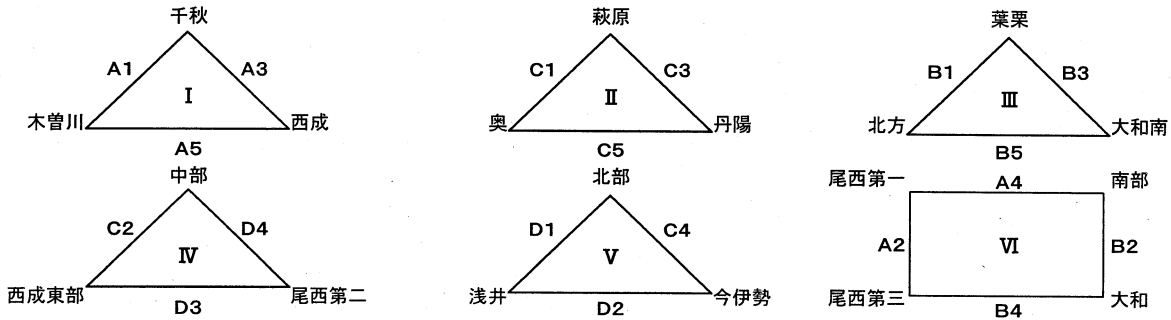 千秋
A1 A3
Ⅰ
木曽川 西成
A5
萩原
C1 C3
Ⅱ
奥 丹陽
C5
葉栗
B1 B3
Ⅲ
北方 大和南
B5
中部
C2 D4
Ⅳ
西成東部 尾西第二
D3
北部
D1 C4
Ⅴ
浅井 今伊勢
D2
尾西第一 A4 南部
A2 Ⅵ B2
尾西第三 大和
B4